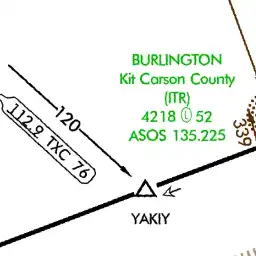 BURLINGTON
Kit Carson County
(ITR)
4218 Ⓛ 52
ASOS 135.225
120
112.9 TXC 76
339
YAKIY